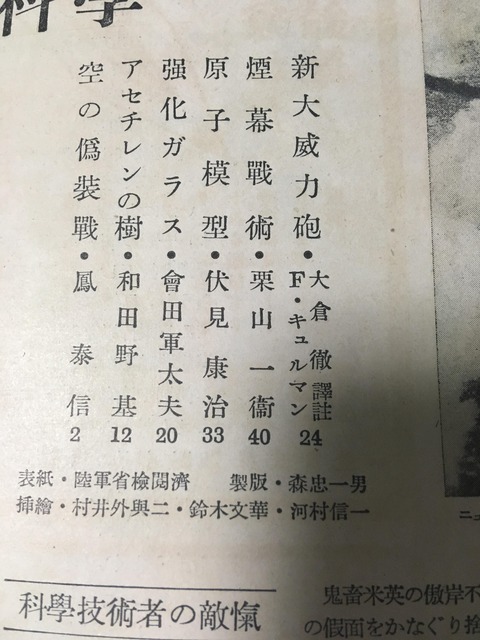 科學
新大威力砲・F・キュルマン 大倉 徹 譯註 24
煙幕戰術・栗山一衞 40
原子模型・伏見康治 33
强化ガラス・會田軍太夫 20
アセチレンの樹・和田野基 12
空の僞裝戰・鳳泰信 2
表紙・陸軍省檢閱濟 製版・森忠一男
挿繪・村井外與二・鈴木文華・河村信一
科學技術者の敵愾
鬼畜米英の傲岸不
の假面をかなぐり捨
ニュ